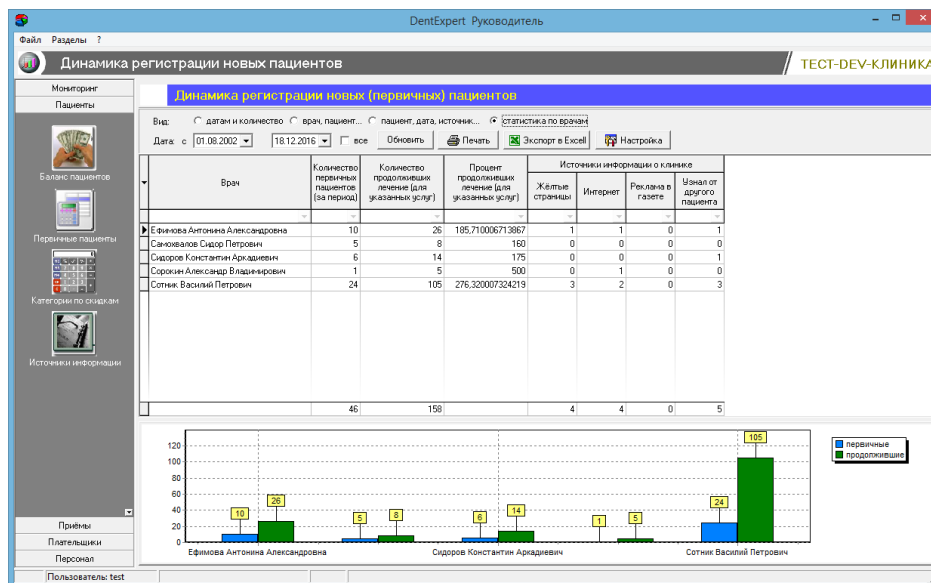 DentExpert Руководитель
Файл Разделы ?
Динамика регистрации новых пациентов
ТЕСТ-DEV-КЛИНИКА
Мониторинг
Пациенты
Баланс пациентов
Первичные пациенты
Категории по скидкам
Источники информации
Приёмы
Плательщики
Персонал
Динамика регистрации новых (первичных) пациентов
Вид: датам и количество врач, пациент... пациент, дата, источник... статистика по врачам
Дата: с 01.08.2002 18.12.2016 все Обновить Печать Экспорт в Excell Настройка
Врач
Количество первичных пациентов (за период)
Количество продолживших лечение (для указанных услуг)
Процент продолживших лечение (для указанных услуг)
Источники информации о клинике
Жёлтые страницы
Интернет
Реклама в газете
Узнал от другого пациента
Ефимова Антонина Александровна 10 26 185,710006713867 1 1 0 1
Самохвалов Сидор Петрович 5 8 160 0 0 0 0
Сидоров Константин Аркадиевич 6 14 175 0 0 0 1
Сорокин Александр Владимирович 1 5 500 0 1 0 0
Сотник Василий Петрович 24 105 276,320007324219 3 2 0 3
46 158 4 4 0 5
120
100
80
60
40
20
0
10 26 5 8 6 14 1 5 24 105
Ефимова Антонина Александровна Сидоров Константин Аркадиевич Сотник Василий Петрович
первичные
продолжившие
Пользователь: test